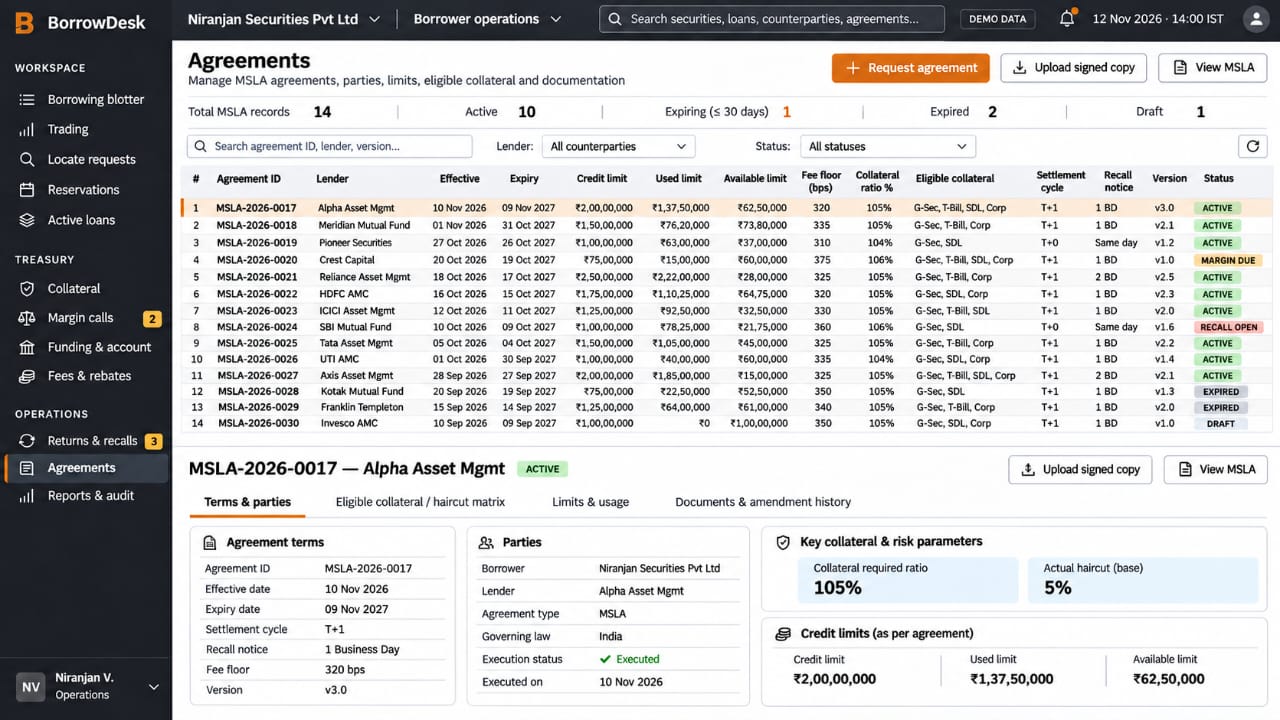 BorrowDesk
Niranjan Securities Pvt Ltd
Borrower operations
Search securities, loans, counterparties, agreements...
DEMO DATA
12 Nov 2026 · 14:00 IST
WORKSPACE
Borrowing blotter
Trading
Locate requests
Reservations
Active loans
TREASURY
Collateral
Margin calls 2
Funding & account
Fees & rebates
OPERATIONS
Returns & recalls 3
Agreements
Reports & audit
NV
Niranjan V.
Operations
Agreements
Manage MSLA agreements, parties, limits, eligible collateral and documentation
Request agreement
Upload signed copy
View MSLA
Total MSLA records 14
Active 10
Expiring (≤ 30 days) 1
Expired 2
Draft 1
Search agreement ID, lender, version...
Lender: All counterparties
Status: All statuses
# Agreement ID Lender Effective Expiry Credit limit Used limit Available limit Fee floor (bps) Collateral ratio % Eligible collateral Settlement cycle Recall notice Version Status
1 MSLA-2026-0017 Alpha Asset Mgmt 10 Nov 2026 09 Nov 2027 ₹2,00,00,000 ₹1,37,50,000 ₹62,50,000 320 105% G-Sec, T-Bill, SDL, Corp T+1 1 BD v3.0 ACTIVE
2 MSLA-2026-0018 Meridian Mutual Fund 01 Nov 2026 31 Oct 2027 ₹1,50,00,000 ₹76,20,000 ₹73,80,000 335 105% G-Sec, T-Bill, Corp T+1 1 BD v2.1 ACTIVE
3 MSLA-2026-0019 Pioneer Securities 27 Oct 2026 26 Oct 2027 ₹1,00,00,000 ₹63,00,000 ₹37,00,000 310 104% G-Sec, SDL T+0 Same day v1.2 ACTIVE
4 MSLA-2026-0020 Crest Capital 20 Oct 2026 19 Oct 2027 ₹75,00,000 ₹15,00,000 ₹60,00,000 375 106% G-Sec, T-Bill, SDL, Corp T+1 1 BD v1.0 MARGIN DUE
5 MSLA-2026-0021 Reliance Asset Mgmt 18 Oct 2026 17 Oct 2027 ₹2,50,00,000 ₹2,22,00,000 ₹28,00,000 325 105% G-Sec, T-Bill, Corp T+1 2 BD v2.5 ACTIVE
6 MSLA-2026-0022 HDFC AMC 16 Oct 2026 15 Oct 2027 ₹1,75,00,000 ₹1,10,25,000 ₹64,75,000 320 105% G-Sec, SDL, Corp T+1 1 BD v2.3 ACTIVE
7 MSLA-2026-0023 ICICI Asset Mgmt 12 Oct 2026 11 Oct 2027 ₹1,25,00,000 ₹92,50,000 ₹32,50,000 330 105% G-Sec, T-Bill, Corp T+1 1 BD v2.0 ACTIVE
8 MSLA-2026-0024 SBI Mutual Fund 10 Oct 2026 09 Oct 2027 ₹1,00,00,000 ₹78,25,000 ₹21,75,000 360 106% G-Sec, SDL T+0 Same day v1.6 RECALL OPEN
9 MSLA-2026-0025 Tata Asset Mgmt 05 Oct 2026 04 Oct 2027 ₹1,50,00,000 ₹1,05,00,000 ₹45,00,000 325 105% G-Sec, T-Bill, Corp T+1 1 BD v2.2 ACTIVE
10 MSLA-2026-0026 UTI AMC 01 Oct 2026 30 Sep 2027 ₹1,00,00,000 ₹40,00,000 ₹60,00,000 335 104% G-Sec, SDL, Corp T+1 1 BD v1.4 ACTIVE
11 MSLA-2026-0027 Axis Asset Mgmt 28 Sep 2026 27 Sep 2027 ₹2,00,00,000 ₹1,85,00,000 ₹15,00,000 325 105% G-Sec, T-Bill, SDL, Corp T+1 2 BD v2.1 ACTIVE
12 MSLA-2026-0028 Kotak Mutual Fund 20 Sep 2026 19 Sep 2027 ₹75,00,000 ₹22,50,000 ₹52,50,000 350 105% G-Sec, SDL T+1 1 BD v1.3 EXPIRED
13 MSLA-2026-0029 Franklin Templeton 15 Sep 2026 14 Sep 2027 ₹1,25,00,000 ₹64,00,000 ₹61,00,000 340 105% G-Sec, T-Bill, Corp T+1 1 BD v2.0 EXPIRED
14 MSLA-2026-0030 Invesco AMC 10 Sep 2026 09 Sep 2027 ₹1,00,00,000 ₹0 ₹1,00,00,000 350 105% G-Sec, SDL, Corp T+1 1 BD v1.0 DRAFT
MSLA-2026-0017 — Alpha Asset Mgmt ACTIVE
Upload signed copy
View MSLA
Terms & parties
Eligible collateral / haircut matrix
Limits & usage
Documents & amendment history
Agreement terms
Agreement ID MSLA-2026-0017
Effective date 10 Nov 2026
Expiry date 09 Nov 2027
Settlement cycle T+1
Recall notice 1 Business Day
Fee floor 320 bps
Version v3.0
Parties
Borrower Niranjan Securities Pvt Ltd
Lender Alpha Asset Mgmt
Agreement type MSLA
Governing law India
Execution status Executed
Executed on 10 Nov 2026
Key collateral & risk parameters
Collateral required ratio
105%
Actual haircut (base)
5%
Credit limits (as per agreement)
Credit limit Used limit Available limit
₹2,00,00,000 ₹1,37,50,000 ₹62,50,000